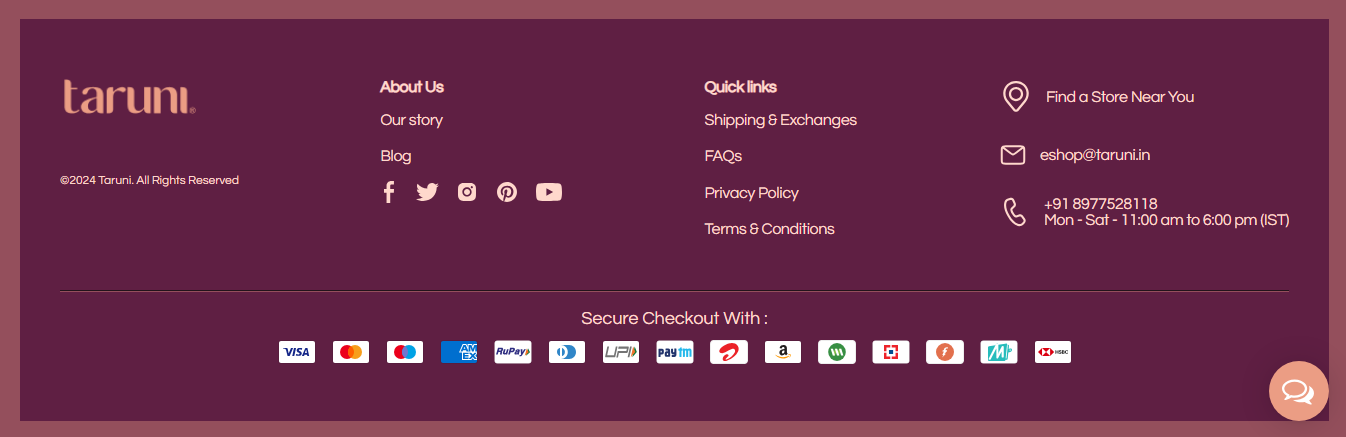 taruni®
©2024 Taruni. All Rights Reserved
About Us
Our story
Blog
Quick links
Shipping & Exchanges
FAQs
Privacy Policy
Terms & Conditions
Find a Store Near You
eshop@taruni.in
+91 8977528118
Mon - Sat - 11:00 am to 6:00 pm (IST)
Secure Checkout With :
VISA
AM
EX
RuPay
UPI
paytm
a
HSBC